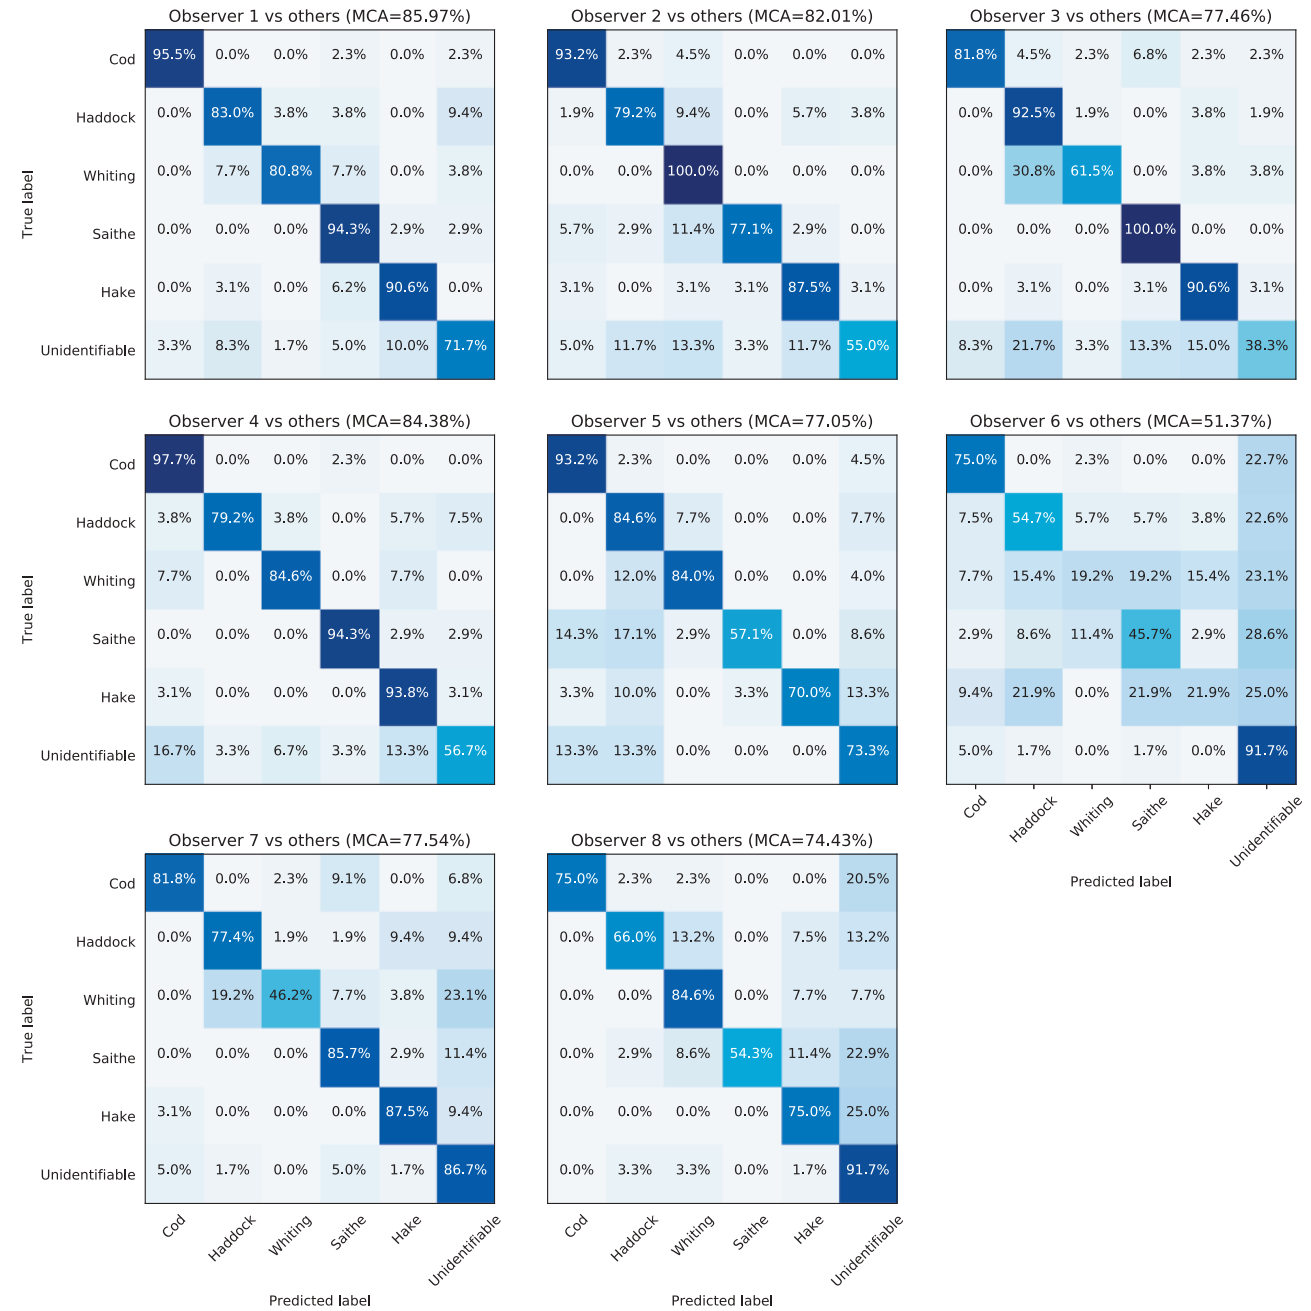 Observer 1 vs others (MCA=85.97%)
Observer 2 vs others (MCA=82.01%)
Observer 3 vs others (MCA=77.46%)
True label
Cod 95.5% 0.0% 0.0% 2.3% 0.0% 2.3%
93.2% 2.3% 4.5% 0.0% 0.0% 0.0%
81.8% 4.5% 2.3% 6.8% 2.3% 2.3%
Haddock 0.0% 83.0% 3.8% 3.8% 0.0% 9.4%
1.9% 79.2% 9.4% 0.0% 5.7% 3.8%
0.0% 92.5% 1.9% 0.0% 3.8% 1.9%
Whiting 0.0% 7.7% 80.8% 7.7% 0.0% 3.8%
0.0% 0.0% 100.0% 0.0% 0.0% 0.0%
0.0% 30.8% 61.5% 0.0% 3.8% 3.8%
Saithe 0.0% 0.0% 0.0% 94.3% 2.9% 2.9%
5.7% 2.9% 11.4% 77.1% 2.9% 0.0%
0.0% 0.0% 0.0% 100.0% 0.0% 0.0%
Hake 0.0% 3.1% 0.0% 6.2% 90.6% 0.0%
3.1% 0.0% 3.1% 3.1% 87.5% 3.1%
0.0% 3.1% 0.0% 3.1% 90.6% 3.1%
Unidentifiable 3.3% 8.3% 1.7% 5.0% 10.0% 71.7%
5.0% 11.7% 13.3% 3.3% 11.7% 55.0%
8.3% 21.7% 3.3% 13.3% 15.0% 38.3%
Observer 4 vs others (MCA=84.38%)
Observer 5 vs others (MCA=77.05%)
Observer 6 vs others (MCA=51.37%)
True label
Cod 97.7% 0.0% 0.0% 2.3% 0.0% 0.0%
93.2% 2.3% 0.0% 0.0% 0.0% 4.5%
75.0% 0.0% 2.3% 0.0% 0.0% 22.7%
Haddock 3.8% 79.2% 3.8% 0.0% 5.7% 7.5%
0.0% 84.6% 7.7% 0.0% 0.0% 7.7%
7.5% 54.7% 5.7% 5.7% 3.8% 22.6%
Whiting 7.7% 0.0% 84.6% 0.0% 7.7% 0.0%
0.0% 12.0% 84.0% 0.0% 0.0% 4.0%
7.7% 15.4% 19.2% 19.2% 15.4% 23.1%
Saithe 0.0% 0.0% 0.0% 94.3% 2.9% 2.9%
14.3% 17.1% 2.9% 57.1% 0.0% 8.6%
2.9% 8.6% 11.4% 45.7% 2.9% 28.6%
Hake 3.1% 0.0% 0.0% 0.0% 93.8% 3.1%
3.3% 10.0% 0.0% 3.3% 70.0% 13.3%
9.4% 21.9% 0.0% 21.9% 21.9% 25.0%
Unidentifiable 16.7% 3.3% 6.7% 3.3% 13.3% 56.7%
13.3% 13.3% 0.0% 0.0% 0.0% 73.3%
5.0% 1.7% 0.0% 1.7% 0.0% 91.7%
Cod Haddock Whiting Saithe Hake Unidentifiable
Predicted label
Observer 7 vs others (MCA=77.54%)
Observer 8 vs others (MCA=74.43%)
True label
Cod 81.8% 0.0% 2.3% 9.1% 0.0% 6.8%
75.0% 2.3% 2.3% 0.0% 0.0% 20.5%
Haddock 0.0% 77.4% 1.9% 1.9% 9.4% 9.4%
0.0% 66.0% 13.2% 0.0% 7.5% 13.2%
Whiting 0.0% 19.2% 46.2% 7.7% 3.8% 23.1%
0.0% 0.0% 84.6% 0.0% 7.7% 7.7%
Saithe 0.0% 0.0% 0.0% 85.7% 2.9% 11.4%
0.0% 2.9% 8.6% 54.3% 11.4% 22.9%
Hake 3.1% 0.0% 0.0% 0.0% 87.5% 9.4%
0.0% 0.0% 0.0% 0.0% 75.0% 25.0%
Unidentifiable 5.0% 1.7% 0.0% 5.0% 1.7% 86.7%
0.0% 3.3% 3.3% 0.0% 1.7% 91.7%
Cod Haddock Whiting Saithe Hake Unidentifiable
Cod Haddock Whiting Saithe Hake Unidentifiable
Predicted label
Predicted label